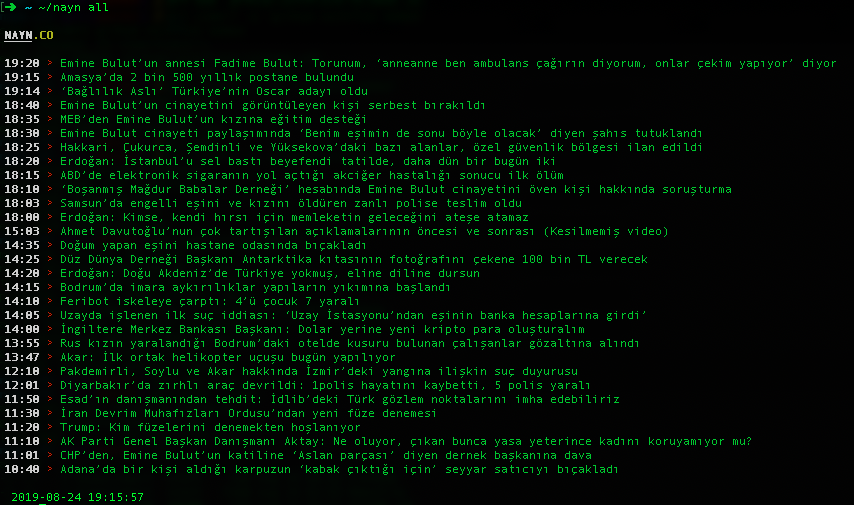 [➜ ~ ~/nayn all
NAYN.CO
19:20 > Emine Bulut’un annesi Fadime Bulut: Torunum, ‘anneanne ben ambulans çağırın diyorum, onlar çekim yapıyor’ diyor
19:15 > Amasya’da 2 bin 500 yıllık postane bulundu
19:14 > ‘Bağlılık Aslı’ Türkiye’nin Oscar adayı oldu
18:40 > Emine Bulut’un cinayetini görüntüleyen kişi serbest bırakıldı
18:35 > MEB’den Emine Bulut’un kızına eğitim desteği
18:30 > Emine Bulut cinayeti paylaşımında ‘Benim eşimin de sonu böyle olacak’ diyen şahıs tutuklandı
18:25 > Hakkari, Çukurca, Şemdinli ve Yüksekova’daki bazı alanlar, özel güvenlik bölgesi ilan edildi
18:20 > Erdoğan: İstanbul’u sel bastı beyefendi tatilde, daha dün bir bugün iki
18:15 > ABD’de elektronik sigaranın yol açtığı akciğer hastalığı sonucu ilk ölüm
18:10 > ‘Boşanmış Mağdur Babalar Derneği’ hesabında Emine Bulut cinayetini öven kişi hakkında soruşturma
18:03 > Samsun’da engelli eşini ve kızını öldüren zanlı polise teslim oldu
18:00 > Erdoğan: Kimse, kendi hırsı için memleketin geleceğini ateşe atamaz
15:03 > Ahmet Davutoğlu’nun çok tartışılan açıklamalarının öncesi ve sonrası (Kesilmemiş video)
14:35 > Doğum yapan eşini hastane odasında bıçakladı
14:25 > Düz Dünya Derneği Başkanı Antarktika kıtasının fotoğrafını çekene 100 bin TL verecek
14:20 > Erdoğan: Doğu Akdeniz’de Türkiye yokmuş, eline diline dursun
14:15 > Bodrum’da imara aykırılıklar yapıların yıkımına başlandı
14:10 > Feribot iskeleye çarptı: 4’ü çocuk 7 yaralı
14:05 > Uzayda işlenen ilk suç iddiası: ‘Uzay İstasyonu’ndan eşinin banka hesaplarına girdi’
14:00 > İngiltere Merkez Bankası Başkanı: Dolar yerine yeni kripto para oluşturalım
13:55 > Rus kızın yaralandığı Bodrum’daki otelde kusuru bulunan çalışanlar gözaltına alındı
13:47 > Akar: İlk ortak helikopter uçuşu bugün yapılıyor
12:10 > Pakdemirli, Soylu ve Akar hakkında İzmir’deki yangına ilişkin suç duyurusu
12:01 > Diyarbakır’da zırhlı araç devrildi: 1polis hayatını kaybetti, 5 polis yaralı
11:50 > Esad’ın danışmanından tehdit: İdlib’deki Türk gözlem noktalarını imha edebiliriz
11:30 > İran Devrim Muhafızları Ordusu’ndan yeni füze denemesi
11:20 > Trump: Kim füzelerini denemekten hoşlanıyor
11:10 > AK Parti Genel Başkan Danışmanı Aktay: Ne oluyor, çıkan bunca yasa yeterince kadını koruyamıyor mu?
11:01 > CHP’den, Emine Bulut’un katiline ‘Aslan parçası’ diyen dernek başkanına dava
10:40 > Adana’da bir kişi aldığı karpuzun ‘kabak çıktığı için’ seyyar satıcıyı bıçakladı
2019-08-24 19:15:57